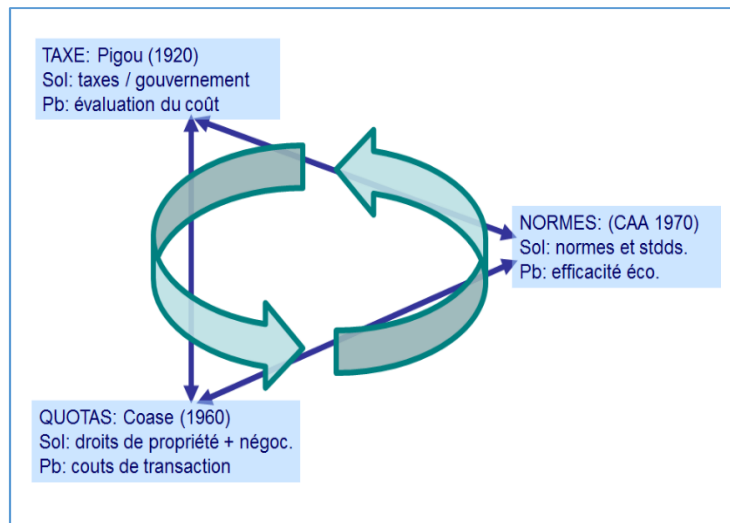 TAXE: Pigou (1920)
Sol: taxes / gouvernement
Pb: évaluation du coût
NORMES: (CAA 1970)
Sol: normes et stdds.
Pb: efficacité éco.
QUOTAS: Coase (1960)
Sol: droits de propriété + négoc.
Pb: couts de transaction